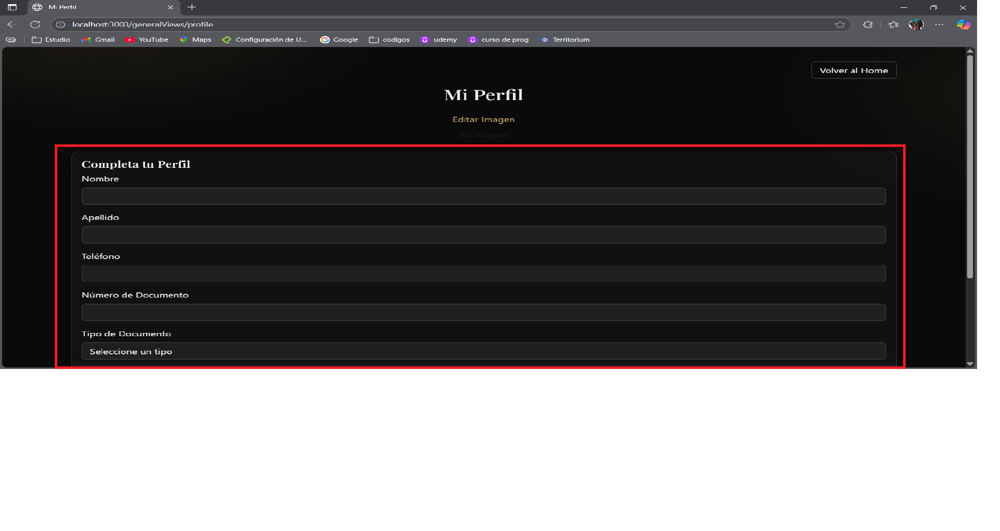 Mi Perfil
localhost:3000/generalViews/profile
Estudio Gmail YouTube Maps Configuración de U... Google codigos udemy curso de prog Territorium
Volver al Home
Mi Perfil
Editar Imagen
Sin imagen
Completa tu Perfil
Nombre
Apellido
Teléfono
Número de Documento
Tipo de Documento
Seleccione un tipo